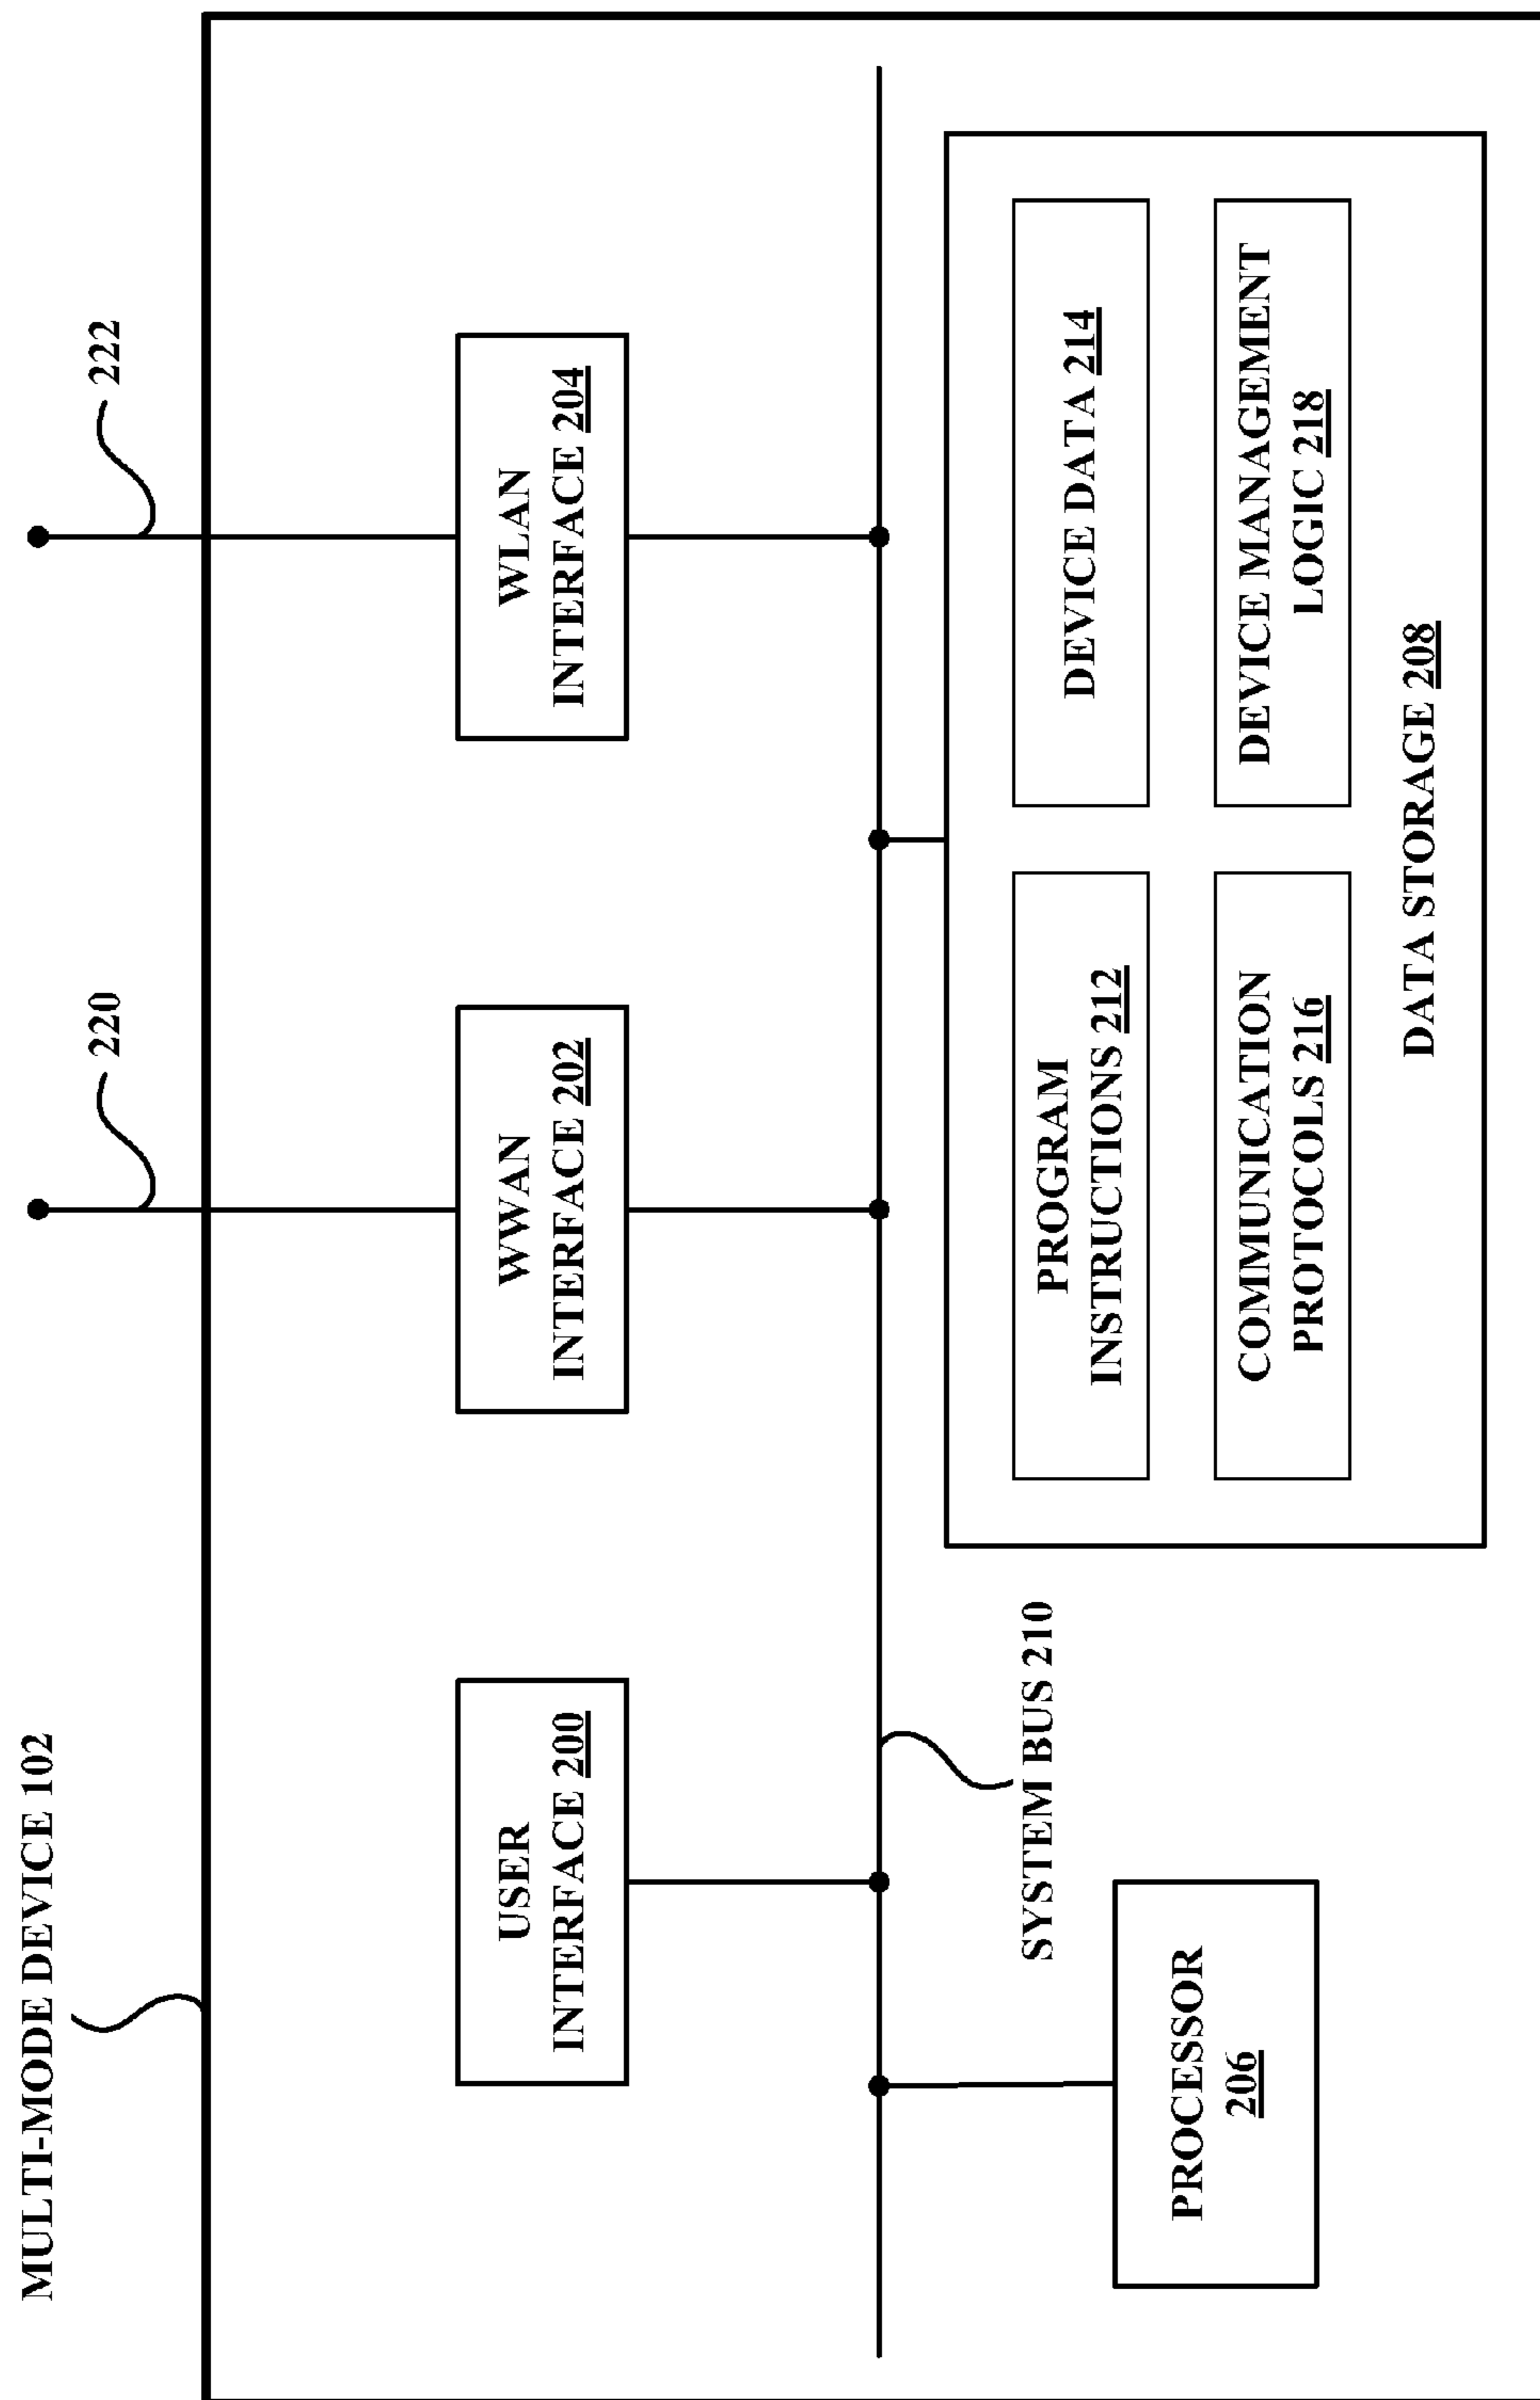 MULTI-MODE DEVICE 102
220
222
USER
INTERFACE 200
WWAN
INTERFACE 202
WLAN
INTERFACE 204
SYSTEM BUS 210
PROCESSOR
206
PROGRAM
INSTRUCTIONS 212
DEVICE DATA 214
COMMUNICATION
PROTOCOLS 216
DEVICE MANAGEMENT
LOGIC 218
DATA STORAGE 208